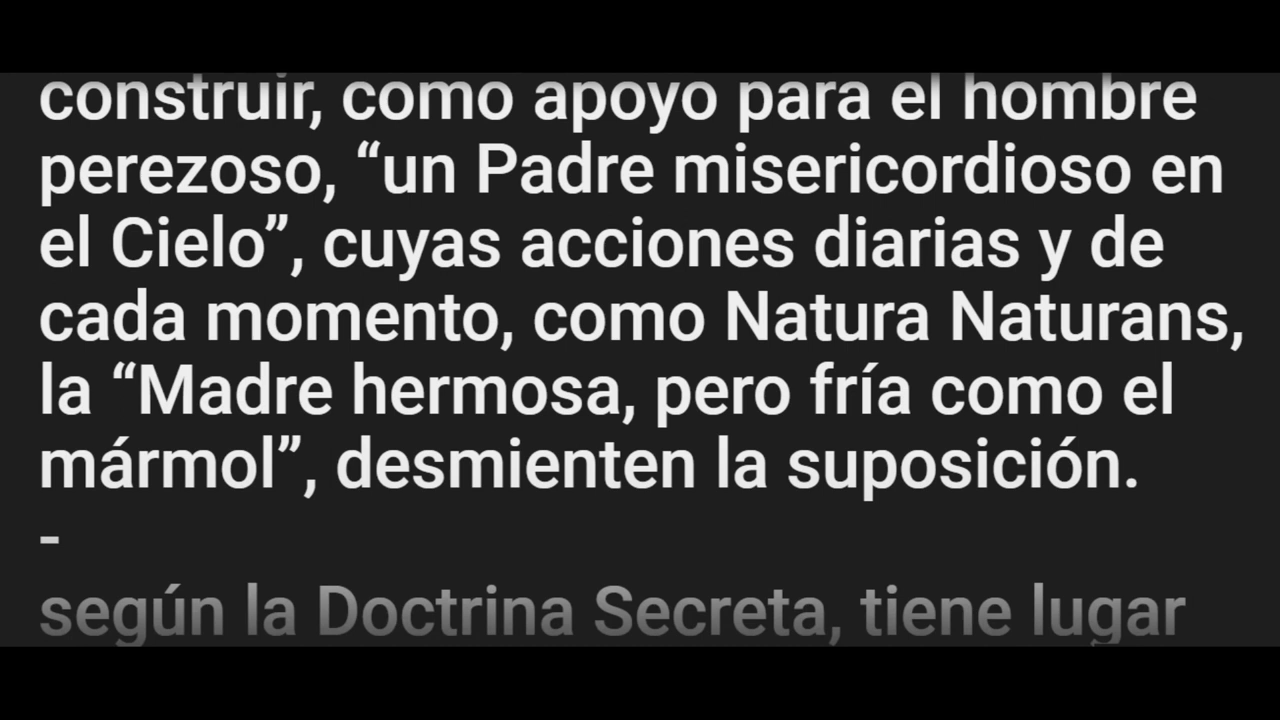 construir, como apoyo para el hombre
perezoso, “un Padre misericordioso en
el Cielo”, cuyas acciones diarias y de
cada momento, como Natura Naturans,
la “Madre hermosa, pero fría como el
mármol”, desmienten la suposición.
-
según la Doctrina Secreta, tiene lugar